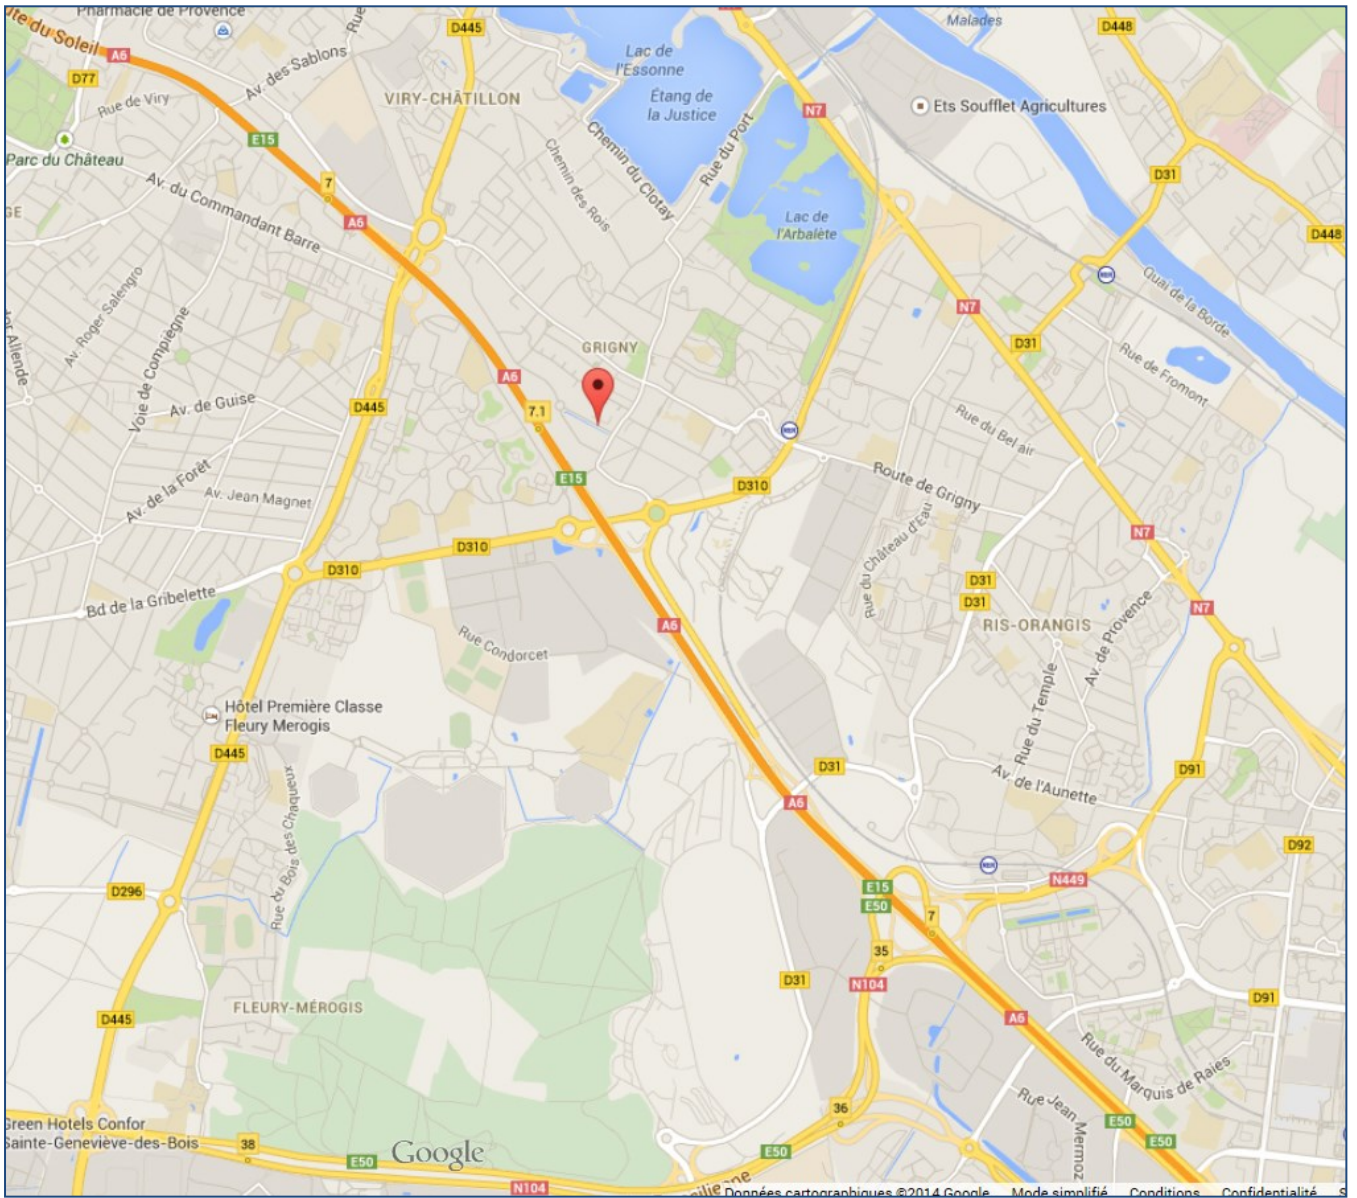 Pharmacie de Provence
ute du Soleil
A6
D77
Rue de Viry
Av. des Sablons
Rue
D445
VIRY-CHÂTILLON
E15
Parc du Château
Av. du Commandant Barre
7
A6
GE
Lac de
l'Essonne
Étang de
la Justice
Chemin du Clotay
Chemin des Rois
Rue du Port
Lac de
l'Arbalète
N7
Malades
D448
Ets Soufflet Agricultures
D31
D448
Quai de la Borde
N7
D31
Rue de Fromont
Av. Roger Salengro
Allende
Voie de Compiègne
Av. de Guise
D445
Av. de la Forêt
Av. Jean Magnet
GRIGNY
A6
7.1
E15
D310
Rue du Bel air
Route de Grigny
Rue du Château d'Eau
N7
D310
D310
Bd de la Gribelette
D31
D31
N7
RIS-ORANGIS
Av. de Provence
Rue du Temple
A6
Rue Condorcet
Hôtel Première Classe
Fleury Merogis
D445
Rue du Bois des Chaqueux
D31
Av. de l'Aunette
D91
A6
D92
D296
E15
E50
N449
7
35
N104
D31
D91
FLEURY-MÉROGIS
D445
A6
Rue du Marquis de Raies
Rue Jean Mermoz
36
E50
E50
Green Hotels Confor
Sainte-Geneviève-des-Bois
38
E50
Google
E50
N104
ilienne
Données cartographiques ©2014 Google
Mode simplifié
Conditions
Confidentialité
S